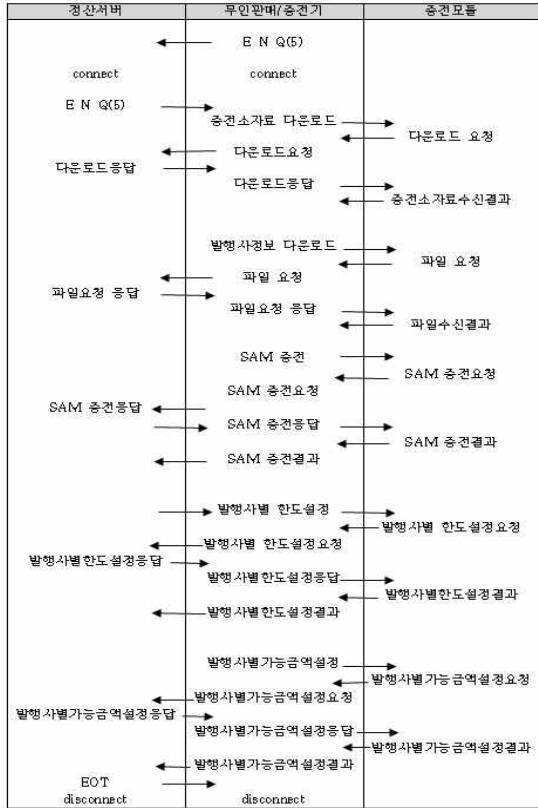 정산서버 무인판매/충전기 충전모듈
E N Q(5)
connect connect
E N Q(5)
충전소자료 다운로드
다운로드 요청
다운로드요청
다운로드응답
다운로드응답
충전소자료수신결과
발행사정보 다운로드
파일 요청
파일 요청
파일요청 응답
파일요청 응답
파일수신결과
SAM 충전
SAM 충전요청
SAM 충전요청
SAM 충전응답
SAM 충전응답
SAM 충전결과
SAM 충전결과
발행사별 한도설정
발행사별 한도설정요청
발행사별 한도설정요청
발행사별한도설정응답
발행사별한도설정응답
발행사별한도설정결과
발행사별한도설정결과
발행사별가능금액설정
발행사별가능금액설정요청
발행사별가능금액설정요청
발행사별가능금액설정응답
발행사별가능금액설정응답
발행사별가능금액설정결과
발행사별가능금액설정결과
EOT
disconnect disconnect